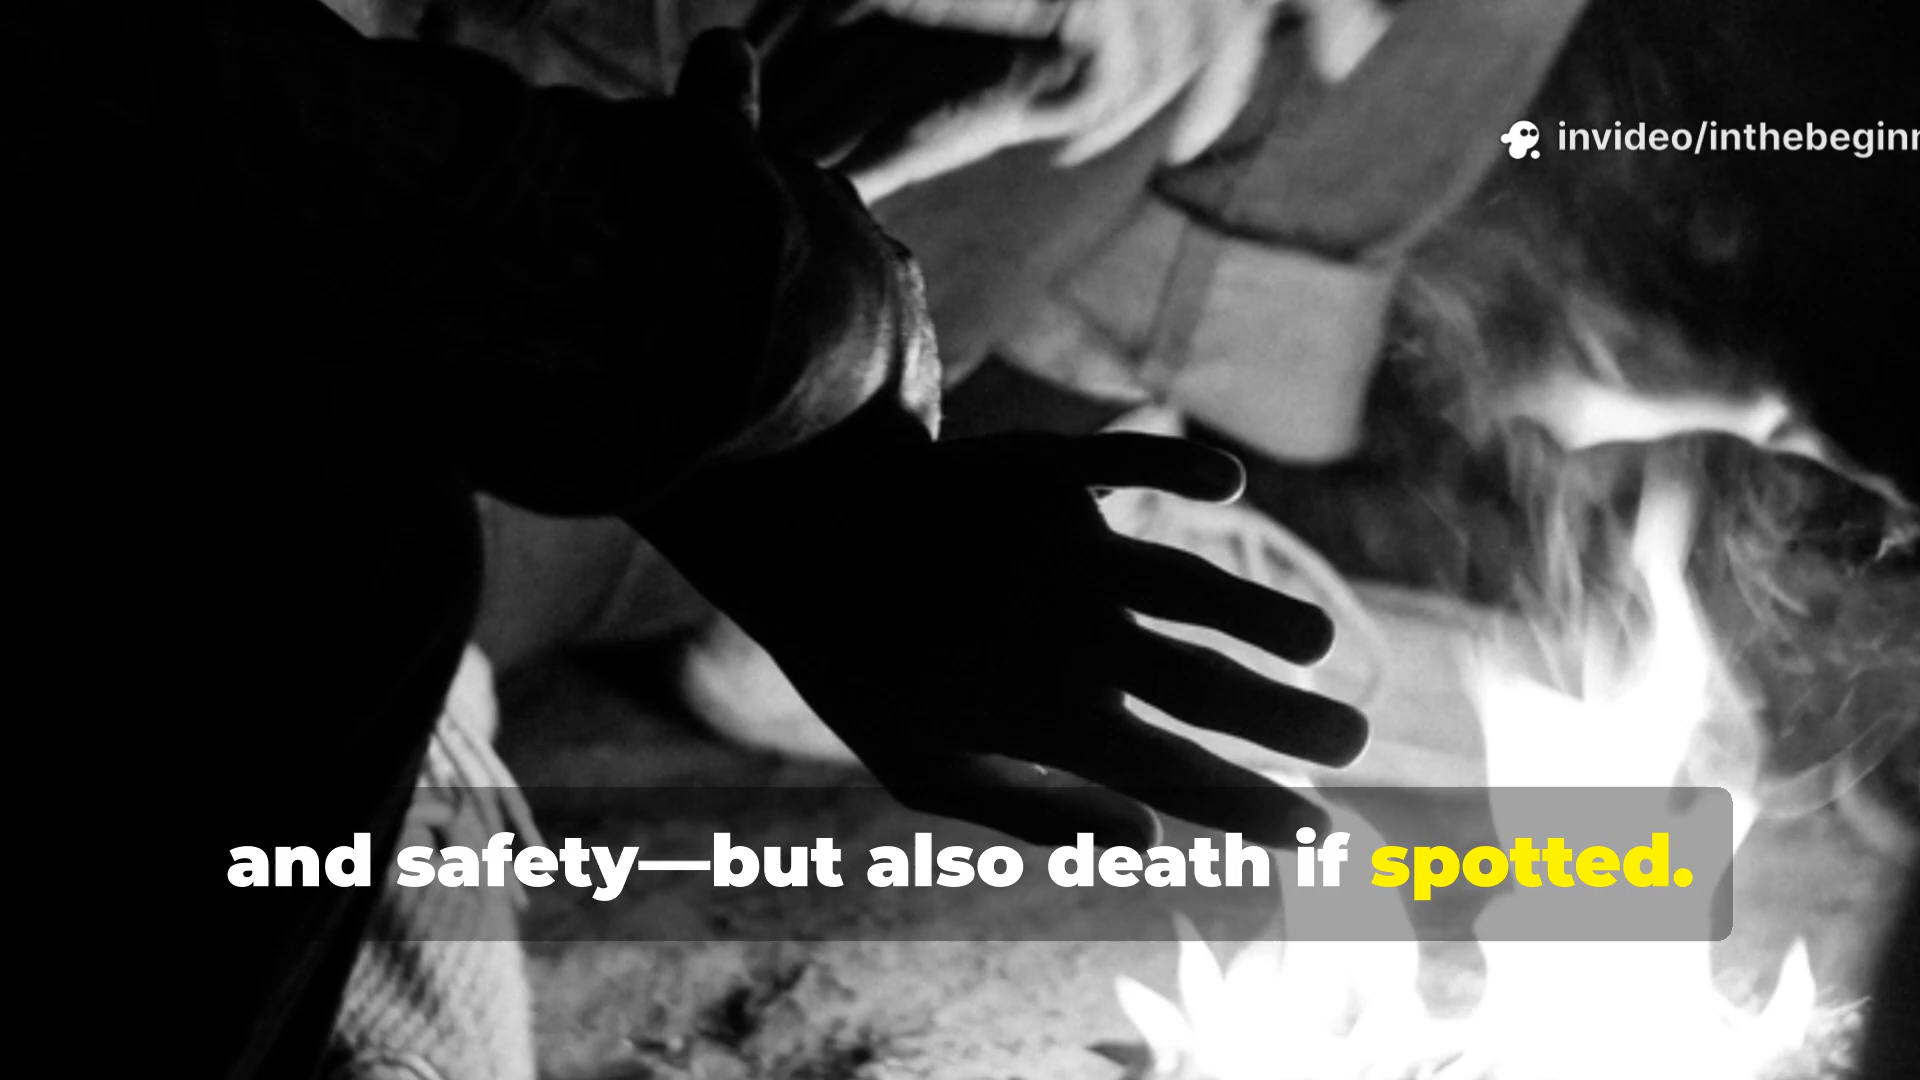 invideo/inthebeginn
and safety—but also death if spotted.